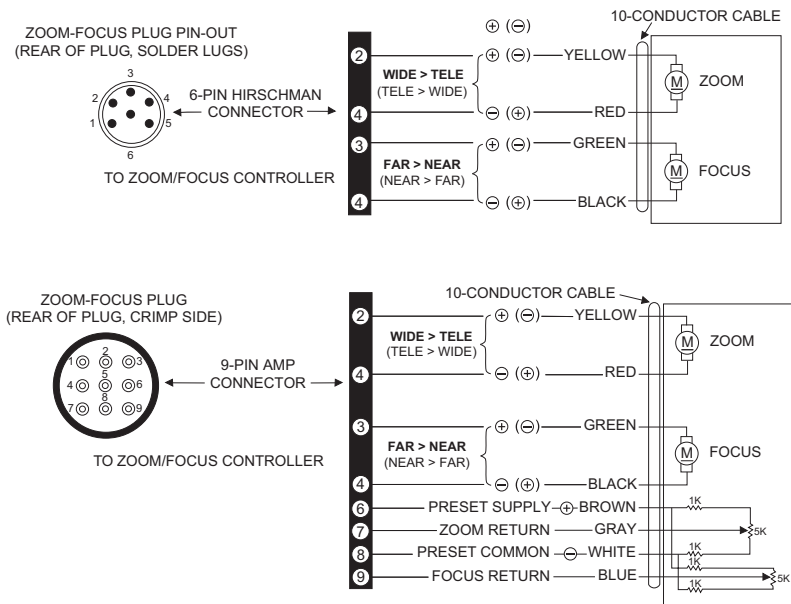 ZOOM-FOCUS PLUG PIN-OUT
(REAR OF PLUG, SOLDER LUGS)
3
2 4
1 5
6
6-PIN HIRSCHMAN
CONNECTOR
TO ZOOM/FOCUS CONTROLLER
10-CONDUCTOR CABLE
⊕ (⊖)
2 WIDE > TELE ⊕ (⊖) YELLOW
(TELE > WIDE)
M ZOOM
4 ⊖ (⊕) RED
3 FAR > NEAR ⊕ (⊖) GREEN
(NEAR > FAR)
M FOCUS
4 ⊖ (⊕) BLACK
ZOOM-FOCUS PLUG
(REAR OF PLUG, CRIMP SIDE)
1 2 3
4 5 6
7 8 9
9-PIN AMP
CONNECTOR
TO ZOOM/FOCUS CONTROLLER
10-CONDUCTOR CABLE
2 ⊕ (⊖) YELLOW
WIDE > TELE
(TELE > WIDE)
M ZOOM
4 ⊖ (⊕) RED
3 ⊕ (⊖) GREEN
FAR > NEAR
(NEAR > FAR)
M FOCUS
4 ⊖ (⊕) BLACK
6 PRESET SUPPLY ⊕ BROWN 1K
7 ZOOM RETURN GRAY 5K
8 PRESET COMMON ⊖ WHITE 1K
1K
9 FOCUS RETURN BLUE 5K
1K